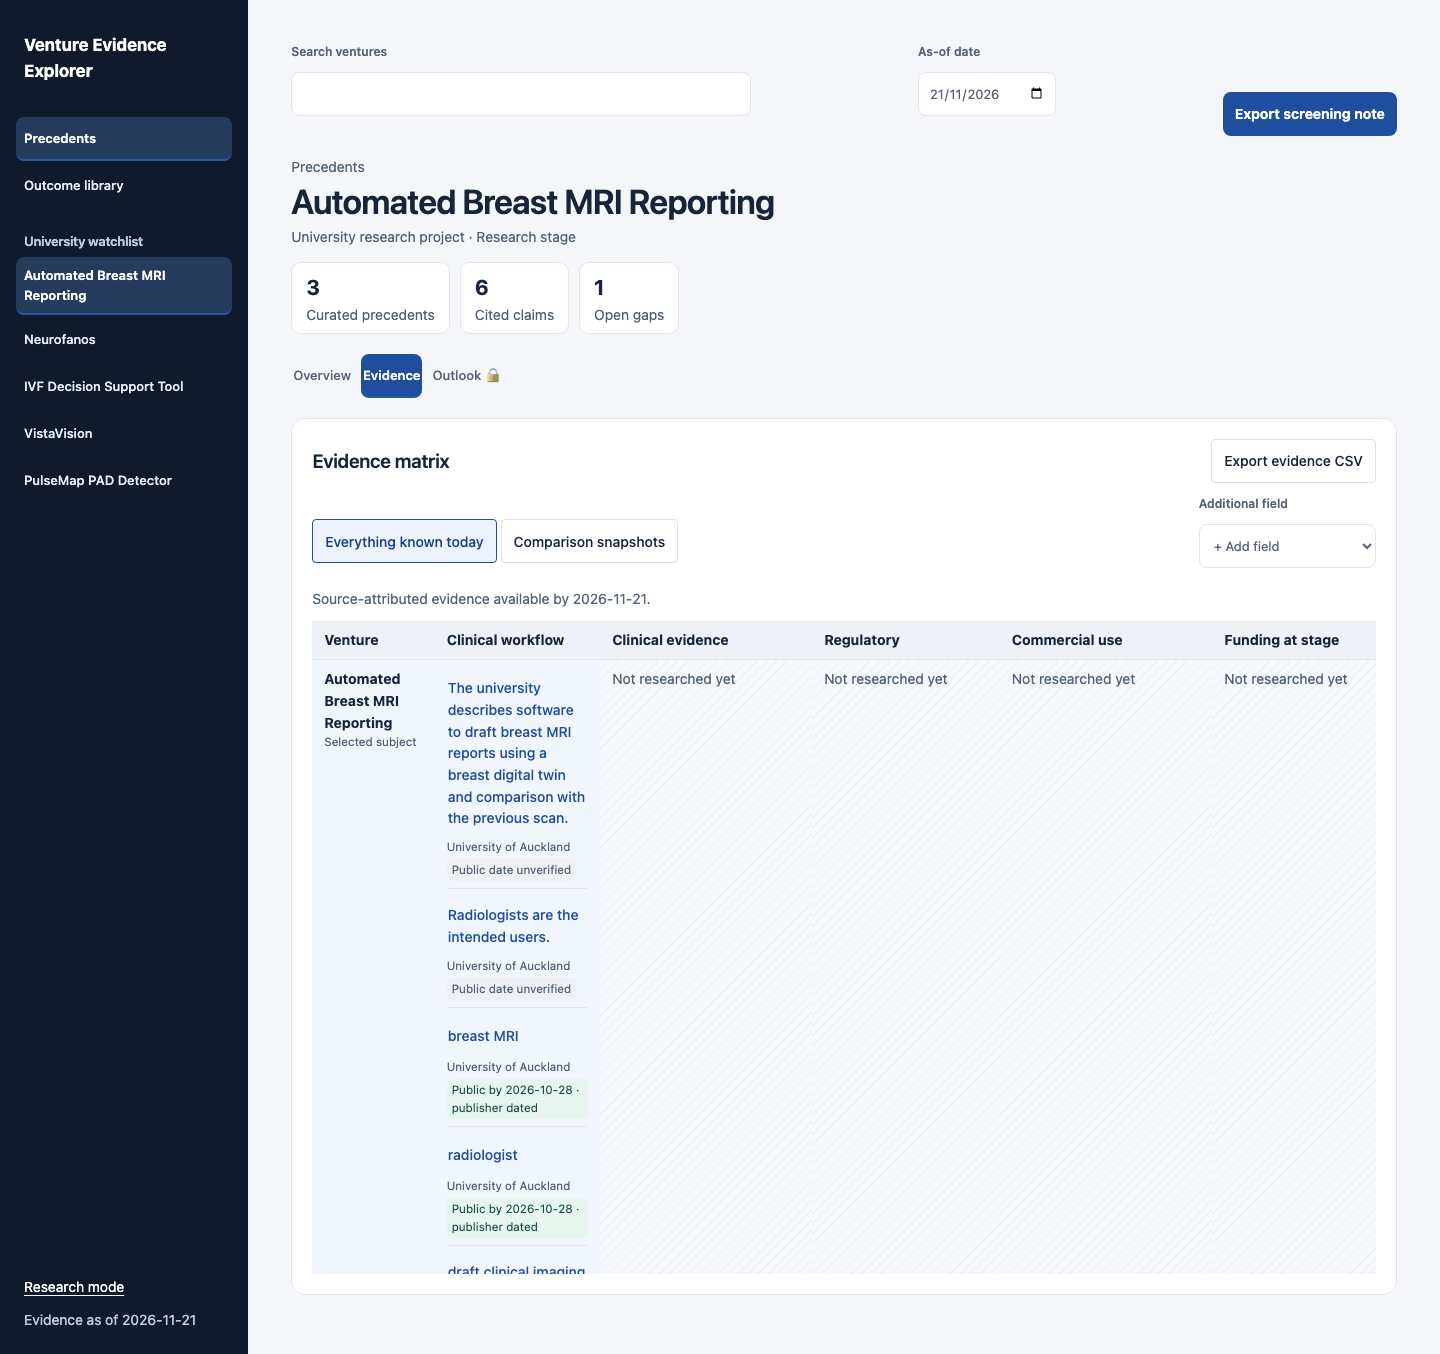 Venture Evidence
Explorer
Precedents
Outcome library
University watchlist
Automated Breast MRI
Reporting
Neurofanos
IVF Decision Support Tool
VistaVision
PulseMap PAD Detector
Research mode
Evidence as of 2026-11-21
Search ventures
As-of date
21/11/2026
Export screening note
Precedents
Automated Breast MRI Reporting
University research project · Research stage
3
Curated precedents
6
Cited claims
1
Open gaps
Overview
Evidence
Outlook
Evidence matrix
Export evidence CSV
Additional field
+ Add field
Everything known today
Comparison snapshots
Source-attributed evidence available by 2026-11-21.
Venture
Clinical workflow
Clinical evidence
Regulatory
Commercial use
Funding at stage
Automated
Breast MRI
Reporting
Selected subject
The university
describes software
to draft breast MRI
reports using a
breast digital twin
and comparison with
the previous scan.
University of Auckland
Public date unverified
Radiologists are the
intended users.
University of Auckland
Public date unverified
breast MRI
University of Auckland
Public by 2026-10-28 ·
publisher dated
radiologist
University of Auckland
Public by 2026-10-28 ·
publisher dated
draft clinical imaging
Not researched yet
Not researched yet
Not researched yet
Not researched yet